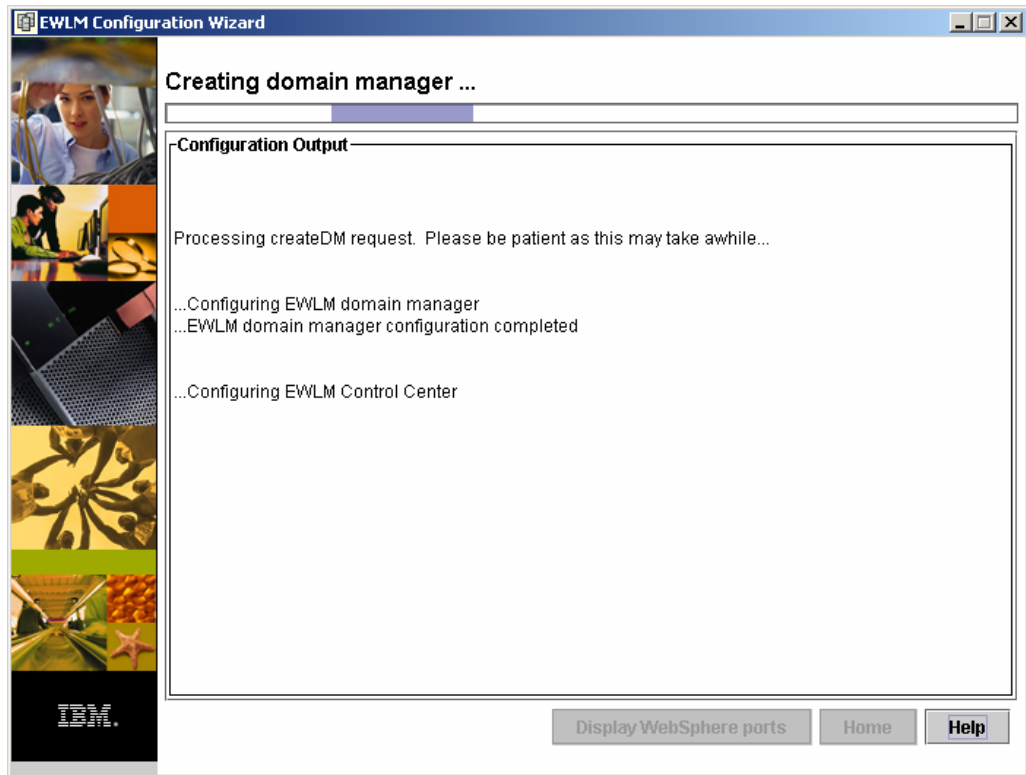 EWLM Configuration Wizard
Creating domain manager ...
Configuration Output
Processing createDM request. Please be patient as this may take awhile...
...Configuring EWLM domain manager
...EWLM domain manager configuration completed
...Configuring EWLM Control Center
IBM.
Display WebSphere ports
Home
Help